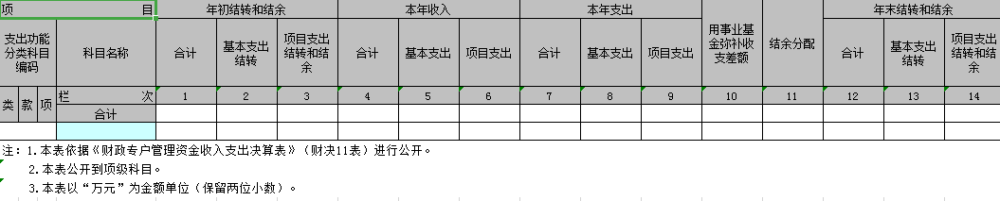 项 目 年初结转和结余 本年收入 本年支出 用事业基金弥补收支差额 结余分配 年末结转和结余
支出功能分类科目编码 科目名称 合计 基本支出结转 项目支出结转和结余 合计 基本支出 项目支出 合计 基本支出 项目支出 合计 基本支出结转 项目支出结转和结余
类 款 项 栏 次 1 2 3 4 5 6 7 8 9 10 11 12 13 14
合计
注：1.本表依据《财政专户管理资金收入支出决算表》（财决11表）进行公开。
2.本表公开到项级科目。
3.本表以“万元”为金额单位（保留两位小数）。